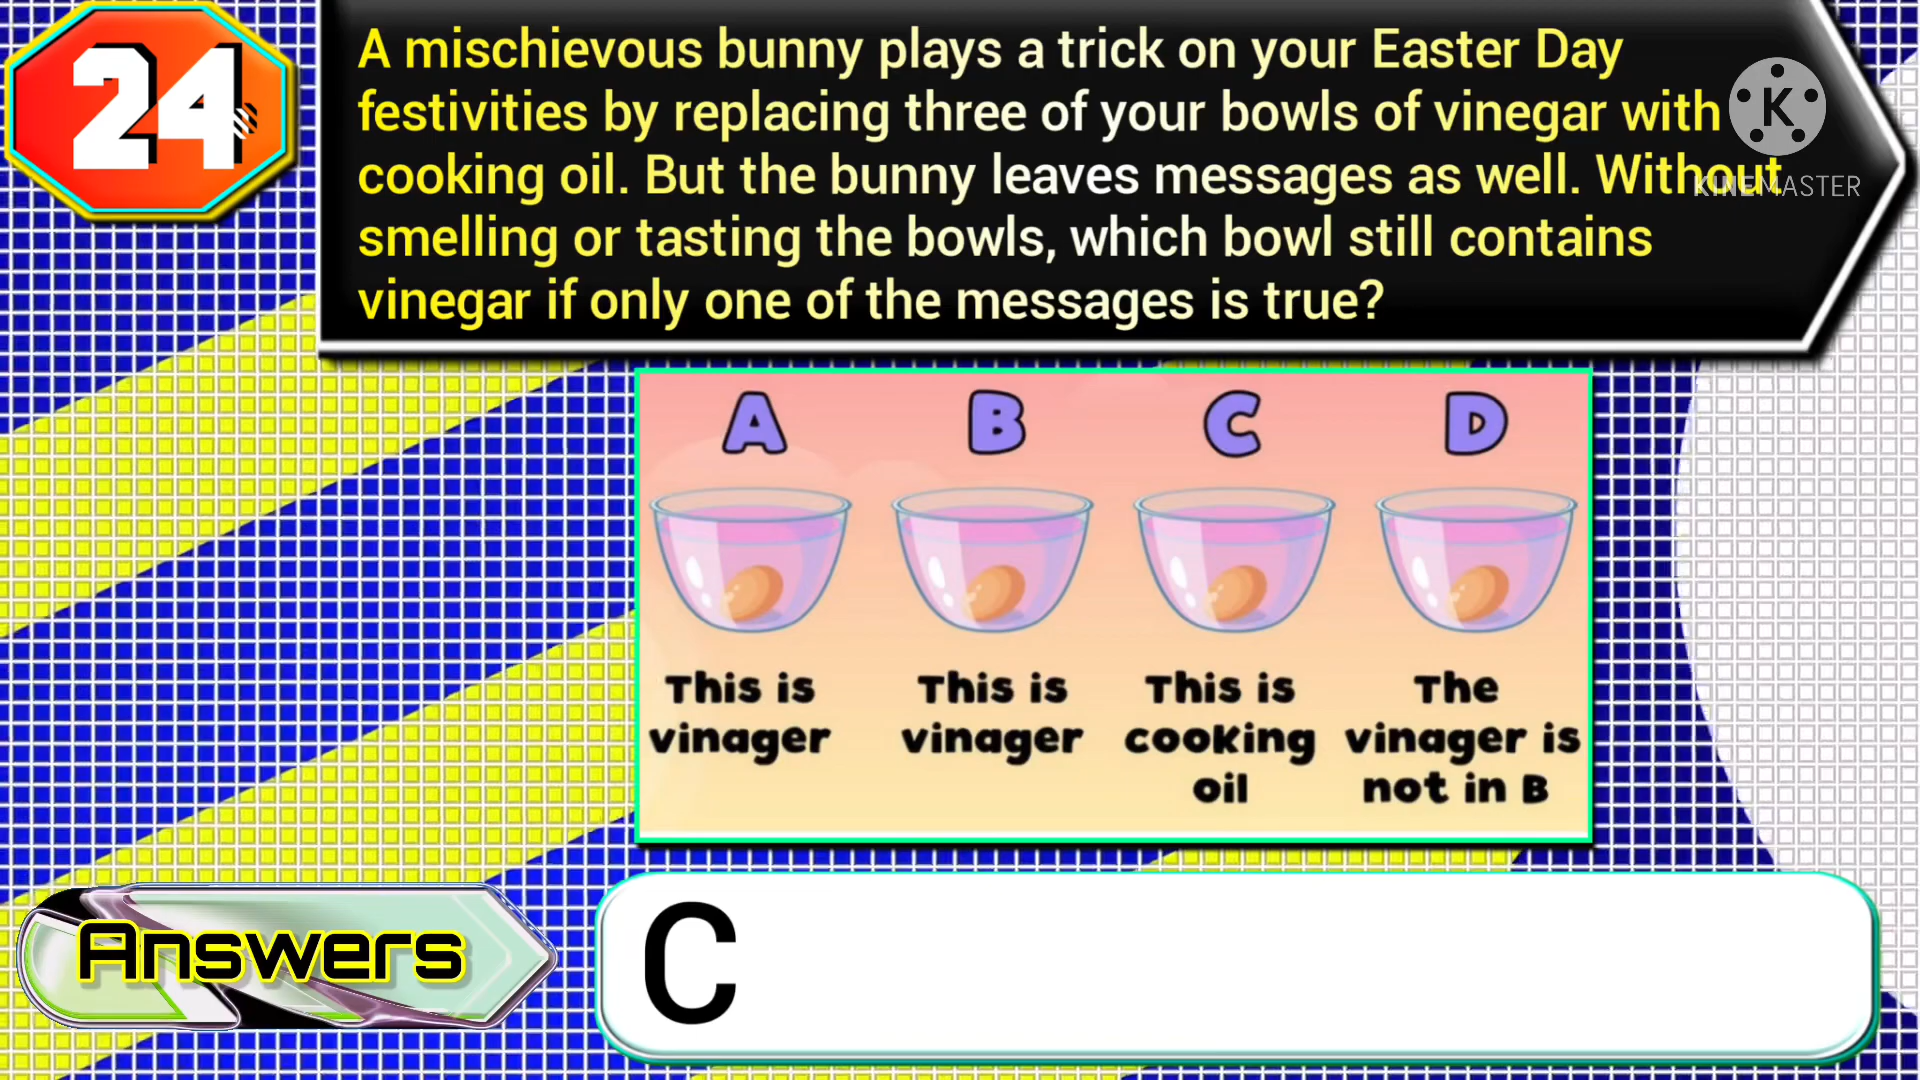 24
A mischievous bunny plays a trick on your Easter Day
festivities by replacing three of your bowls of vinegar with
cooking oil. But the bunny leaves messages as well. Without
smelling or tasting the bowls, which bowl still contains
vinegar if only one of the messages is true?
K
KINEMASTER
A B C D
This is
vinager
This is
vinager
This is
cooking
oil
The
vinager is
not in B
Answers
C